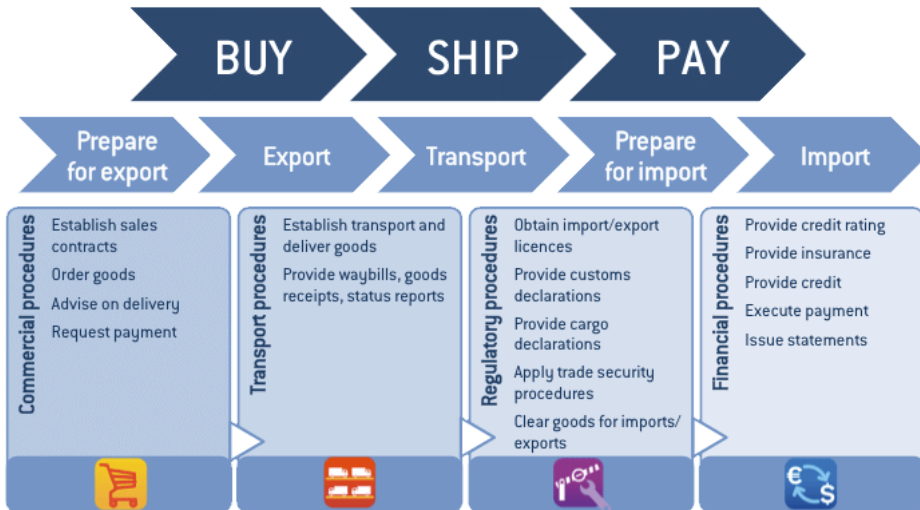 BUY
SHIP
PAY
Prepare
for export
Export
Transport
Prepare
for import
Import
Commercial procedures
Establish sales
contracts
Order goods
Advise on delivery
Request payment
Transport procedures
Establish transport and
deliver goods
Provide waybills, goods
receipts, status reports
Regulatory procedures
Obtain import/export
licences
Provide customs
declarations
Provide cargo
declarations
Apply trade security
procedures
Clear goods for imports/
exports
Financial procedures
Provide credit rating
Provide insurance
Provide credit
Execute payment
Issue statements
€
$